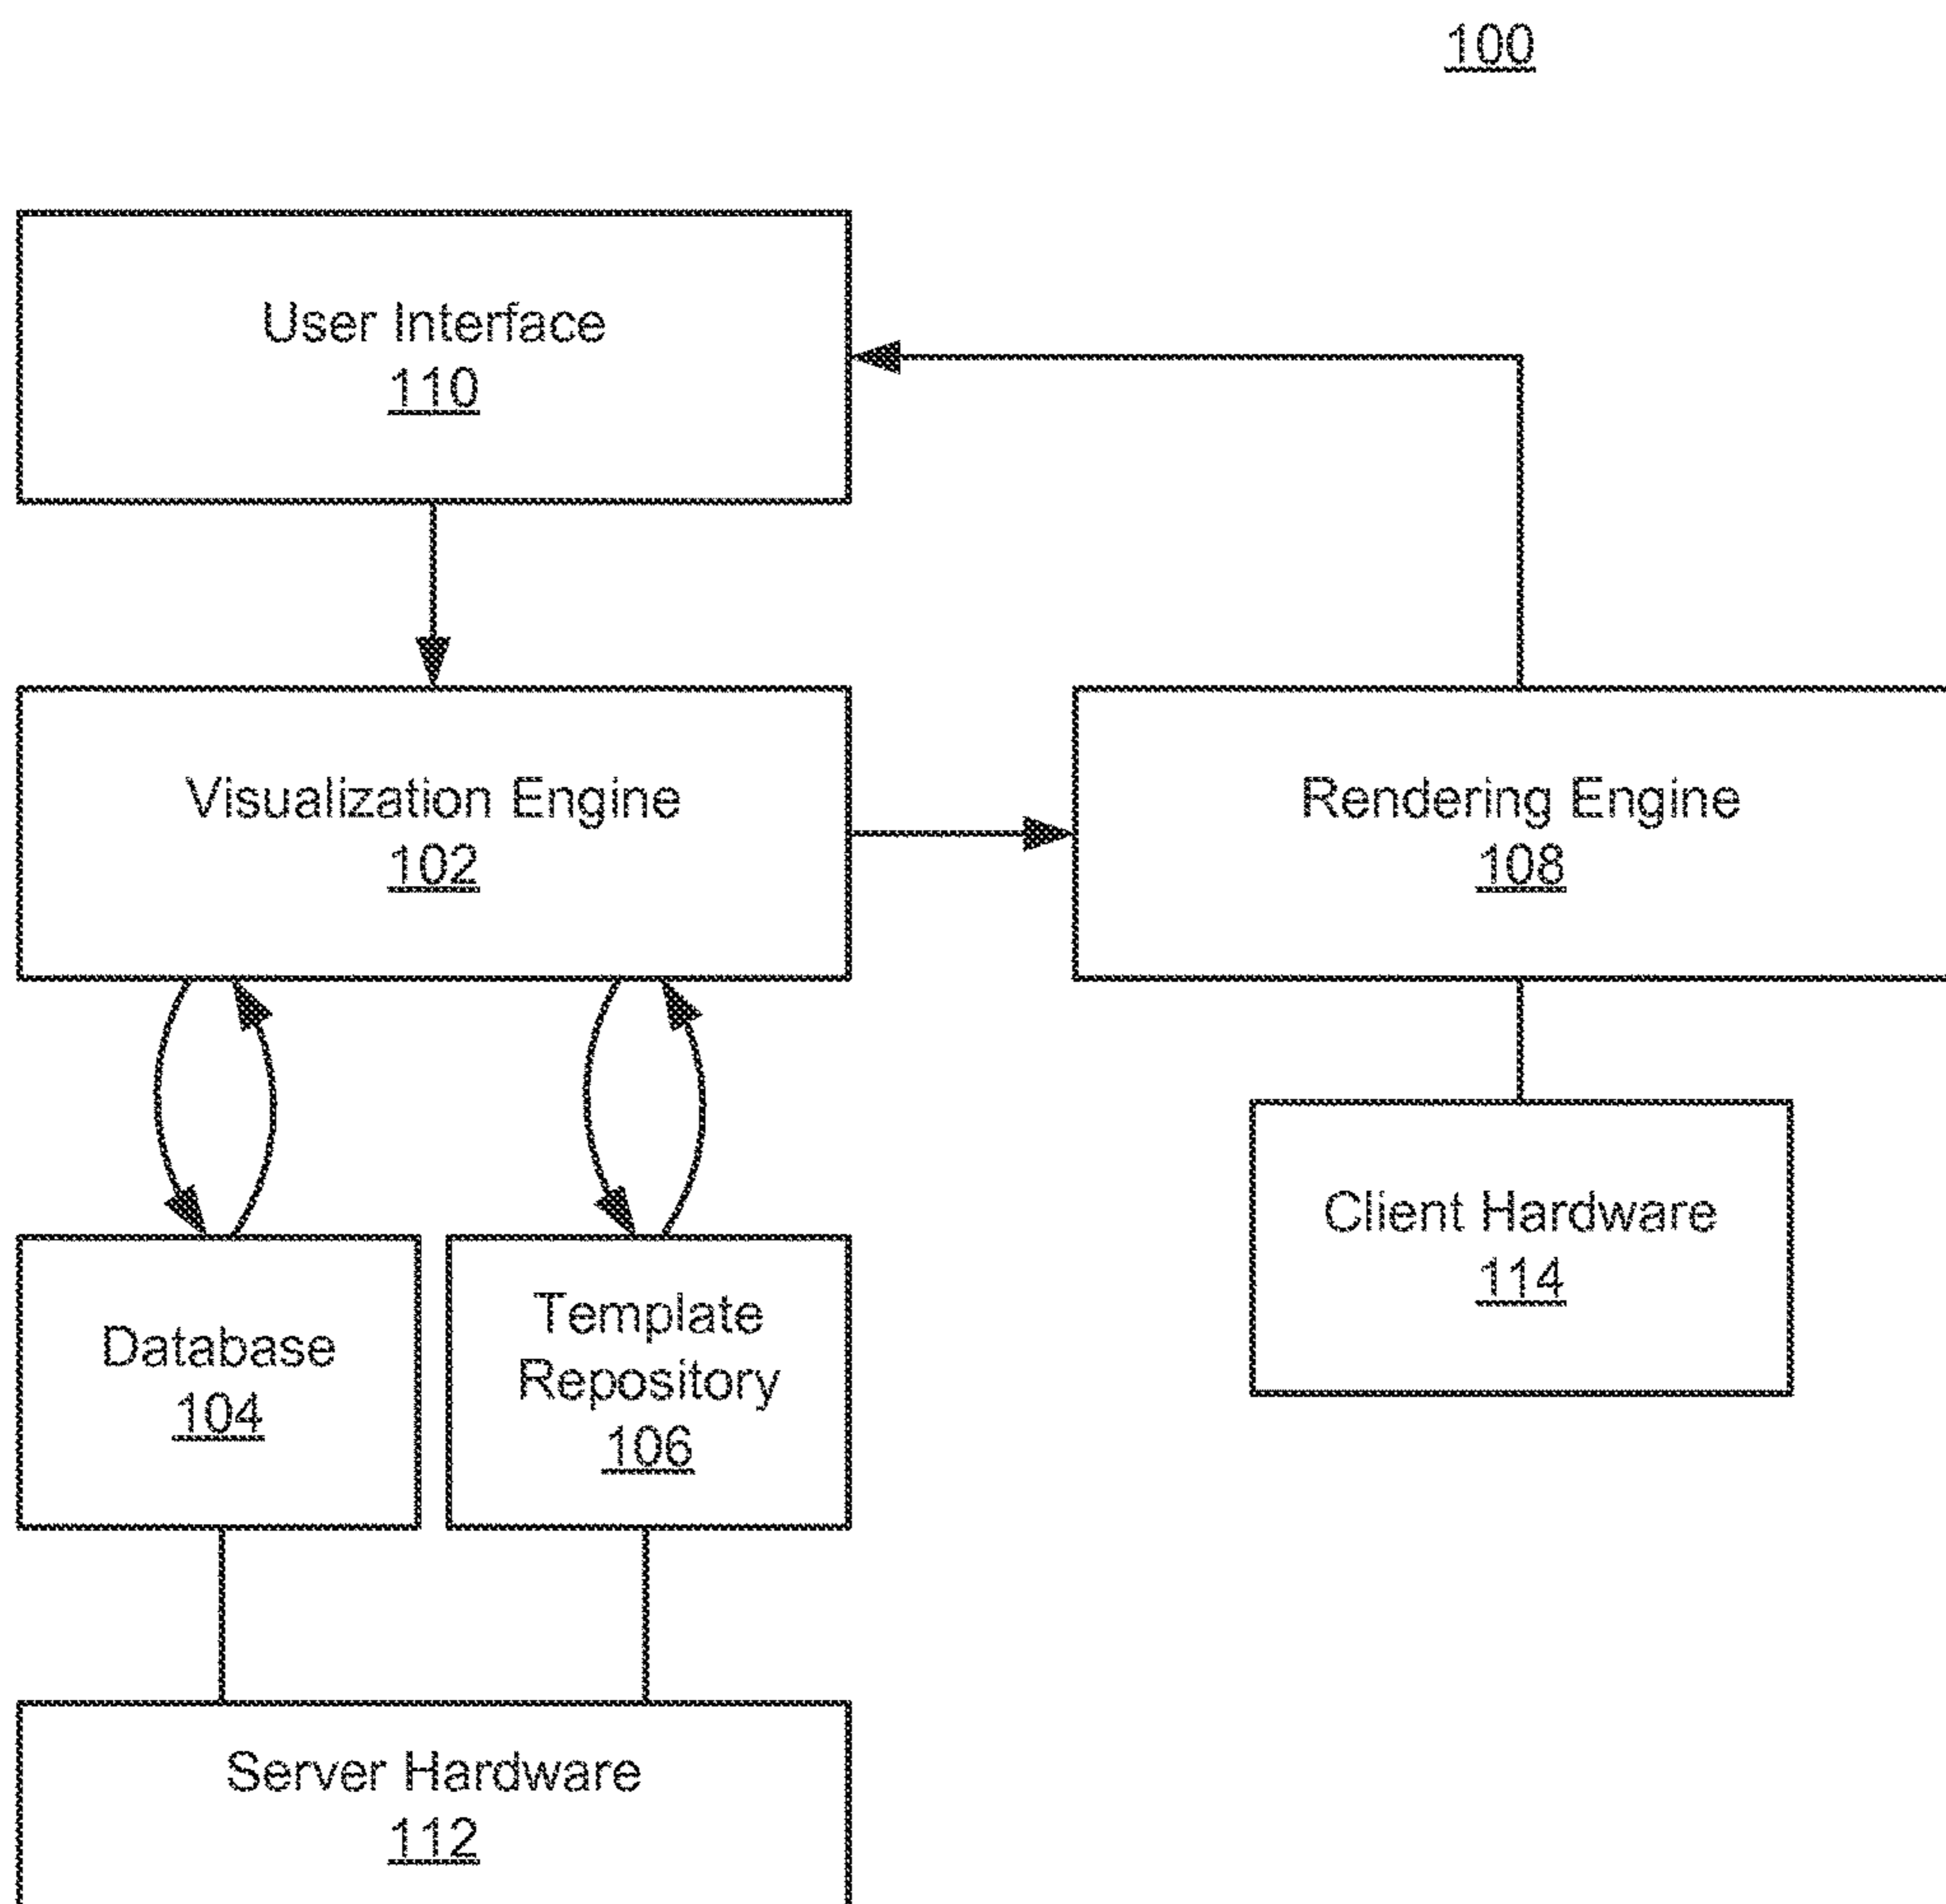 100
User Interface
110
Visualization Engine
102
Rendering Engine
108
Database
104
Template
Repository
106
Client Hardware
114
Server Hardware
112